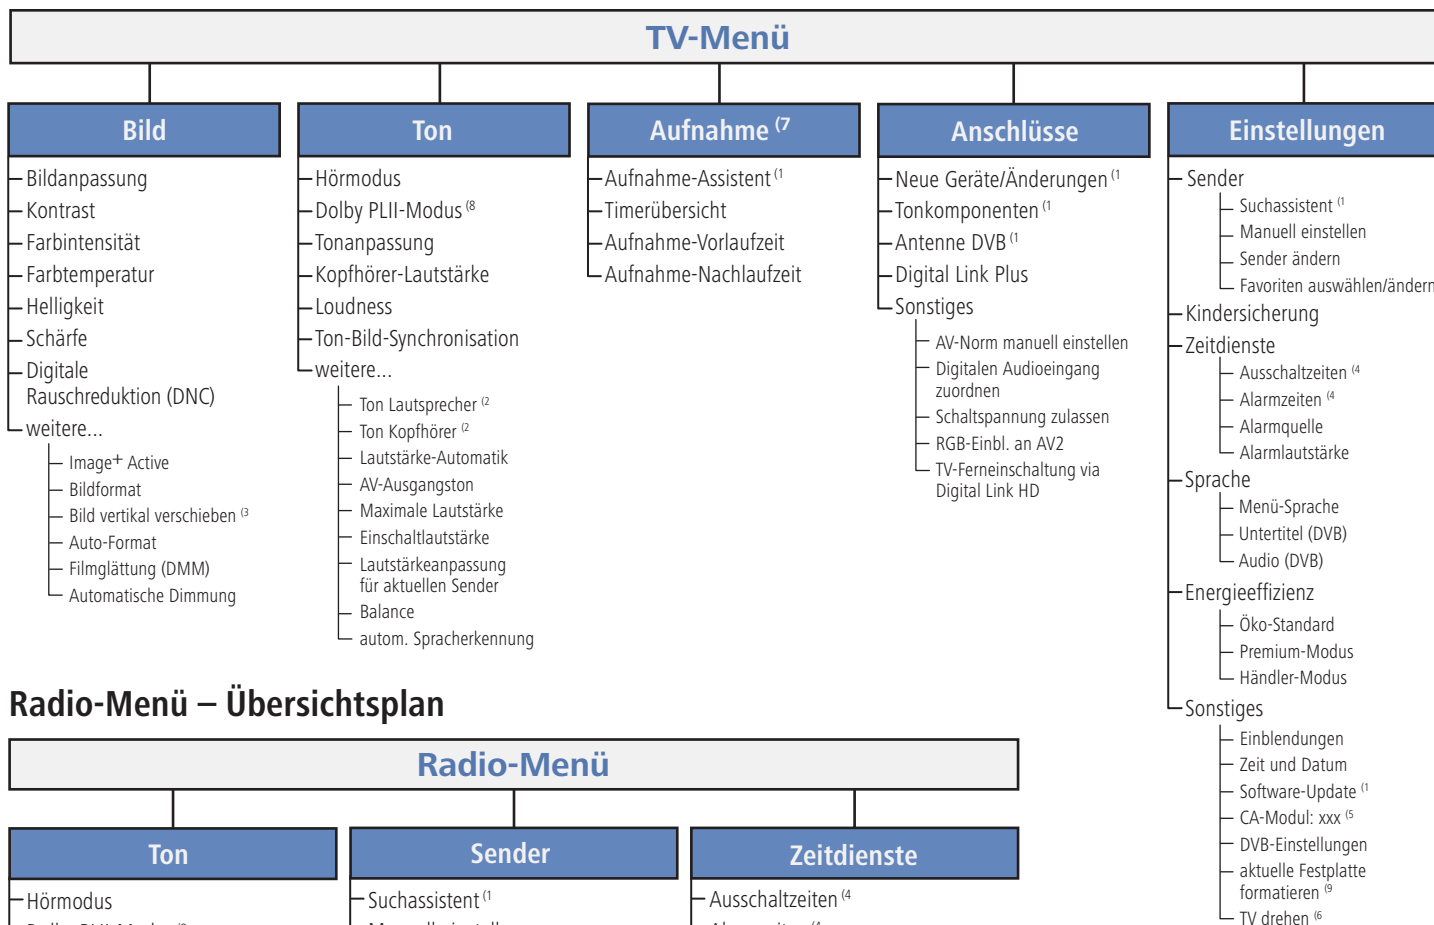 TV-Menü
Bild
Bildanpassung
Kontrast
Farbintensität
Farbtemperatur
Helligkeit
Schärfe
Digitale
Rauschreduktion (DNC)
weitere...
Image+ Active
Bildformat
Bild vertikal verschieben (3
Auto-Format
Filmglättung (DMM)
Automatische Dimmung
Ton
Hörmodus
Dolby PLII-Modus (8
Tonanpassung
Kopfhörer-Lautstärke
Loudness
Ton-Bild-Synchronisation
weitere...
Ton Lautsprecher (2
Ton Kopfhörer (2
Lautstärke-Automatik
AV-Ausgangston
Maximale Lautstärke
Einschaltlautstärke
Lautstärkeanpassung
für aktuellen Sender
Balance
autom. Spracherkennung
Aufnahme (7
Aufnahme-Assistent (1
Timerübersicht
Aufnahme-Vorlaufzeit
Aufnahme-Nachlaufzeit
Anschlüsse
Neue Geräte/Änderungen (1
Tonkomponenten (1
Antenne DVB (1
Digital Link Plus
Sonstiges
AV-Norm manuell einstellen
Digitalen Audioeingang
zuordnen
Schaltspannung zulassen
RGB-Einbl. an AV2
TV-Ferneinschaltung via
Digital Link HD
Einstellungen
Sender
Suchassistent (1
Manuell einstellen
Sender ändern
Favoriten auswählen/ändern
Kindersicherung
Zeitdienste
Ausschaltzeiten (4
Alarmzeiten (4
Alarmquelle
Alarmlautstärke
Sprache
Menü-Sprache
Untertitel (DVB)
Audio (DVB)
Energieeffizienz
Öko-Standard
Premium-Modus
Händler-Modus
Sonstiges
Einblendungen
Zeit und Datum
Software-Update (1
CA-Modul: xxx (5
DVB-Einstellungen
aktuelle Festplatte
formatieren (9
TV drehen (6
Radio-Menü – Übersichtsplan
Radio-Menü
Ton
Hörmodus
Sender
Suchassistent (1
Zeitdienste
Ausschaltzeiten (4